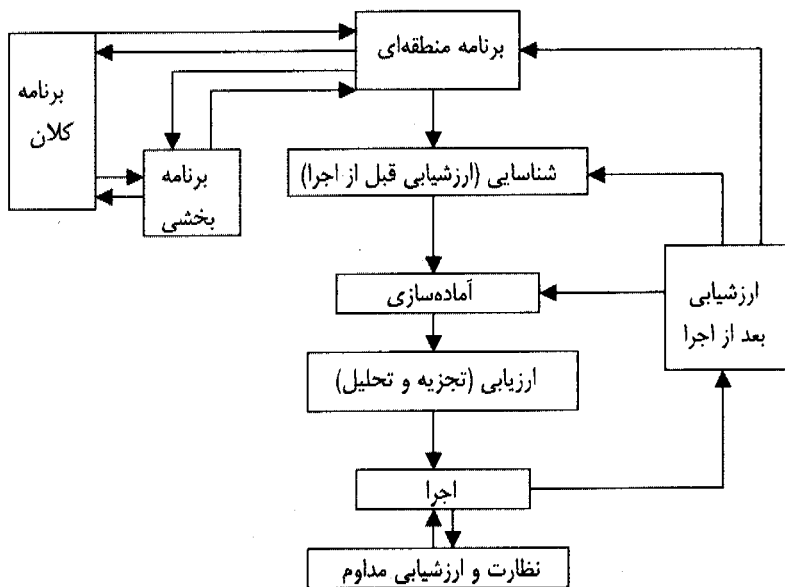 برنامه منطقه‌ای
برنامه
کلان
برنامه
بخشی
شناسایی (ارزشیابی قبل از اجرا)
آماده‌سازی
ارزشیابی
بعد از اجرا
ارزیابی (تجزیه و تحلیل)
اجرا
نظارت و ارزشیابی مداوم